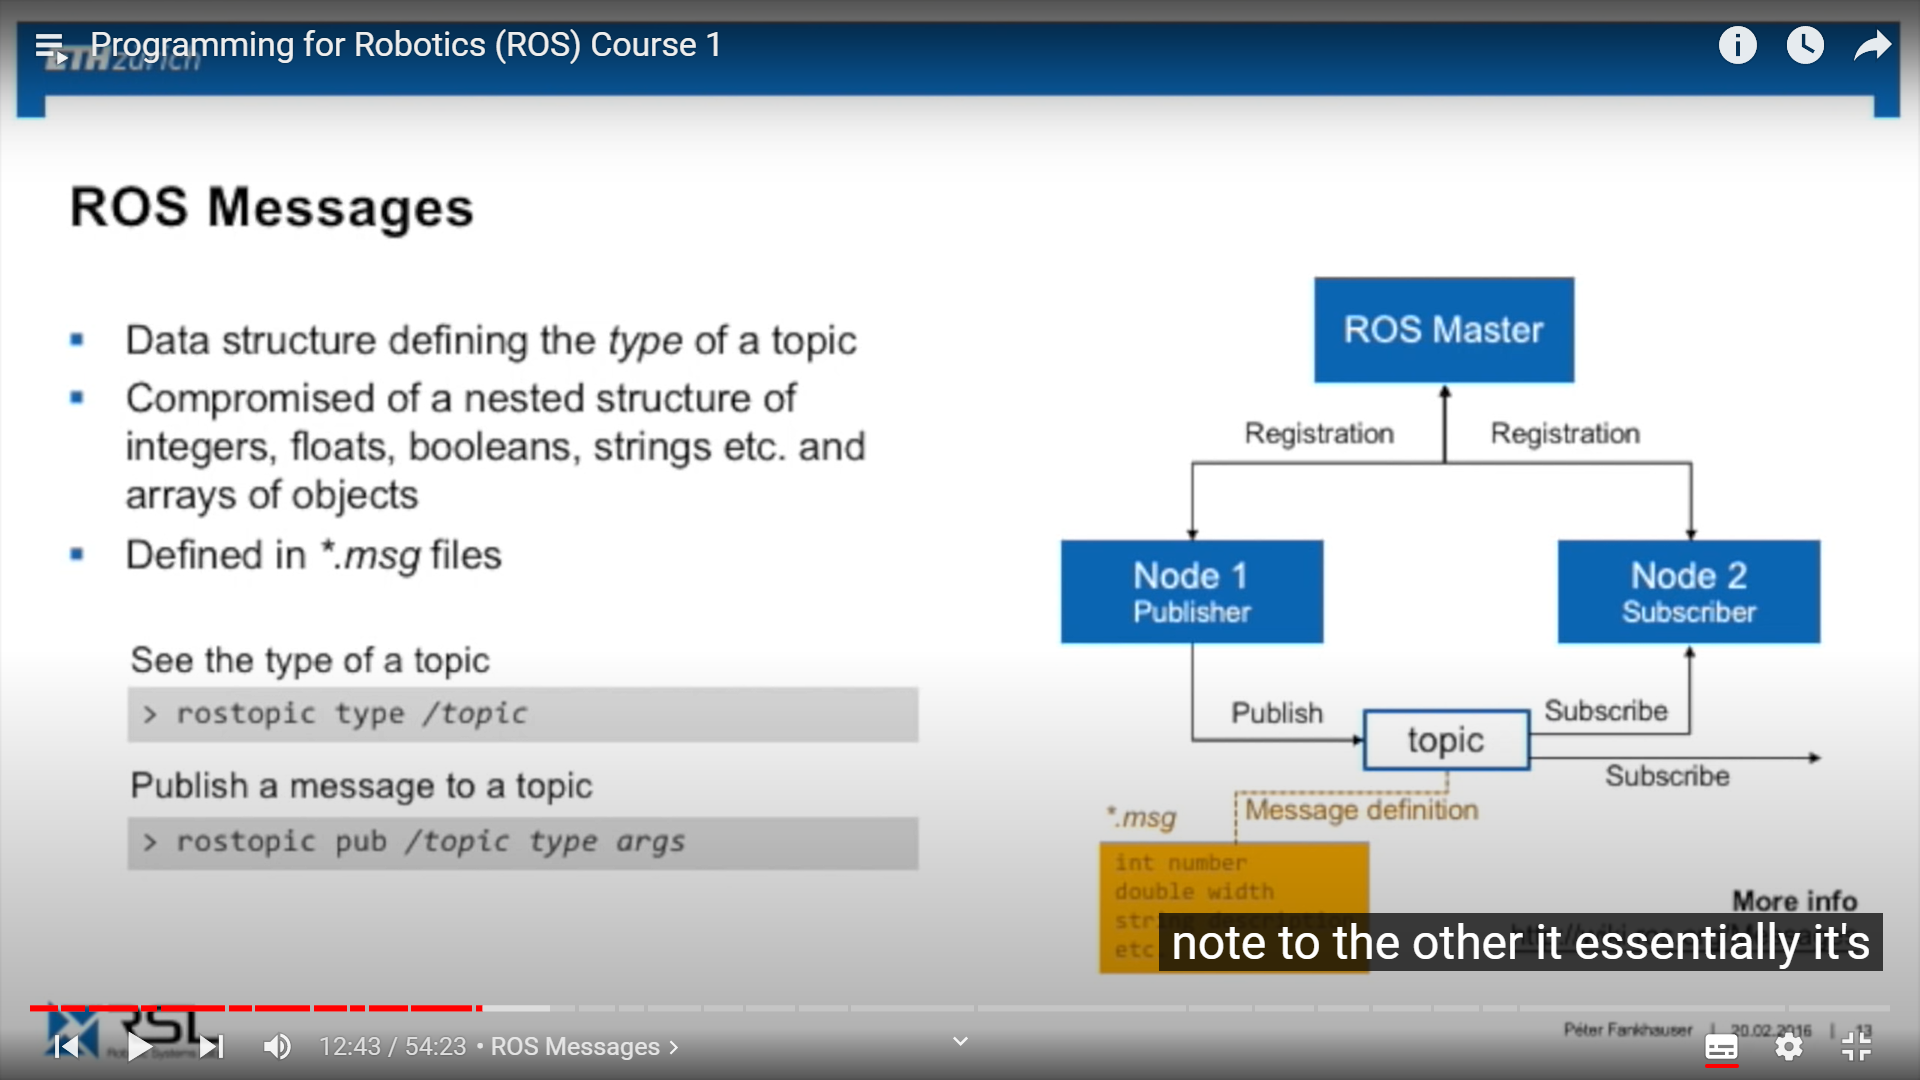 Programming for Robotics (ROS) Course 1
ETH zürich
ROS Messages
Data structure defining the type of a topic
Compromised of a nested structure of
integers, floats, booleans, strings etc. and
arrays of objects
Defined in *.msg files
See the type of a topic
> rostopic type /topic
Publish a message to a topic
> rostopic pub /topic type args
ROS Master
Registration Registration
Node 1
Publisher
Node 2
Subscriber
Publish
topic
Subscribe
Subscribe
*.msg
Message definition
int number
double width
string description
etc
More info
note to the other it essentially it's
RSL
Robotic Systems
Péter Fankhauser | 20.02.2016 | 13
12:43 / 54:23 • ROS Messages >